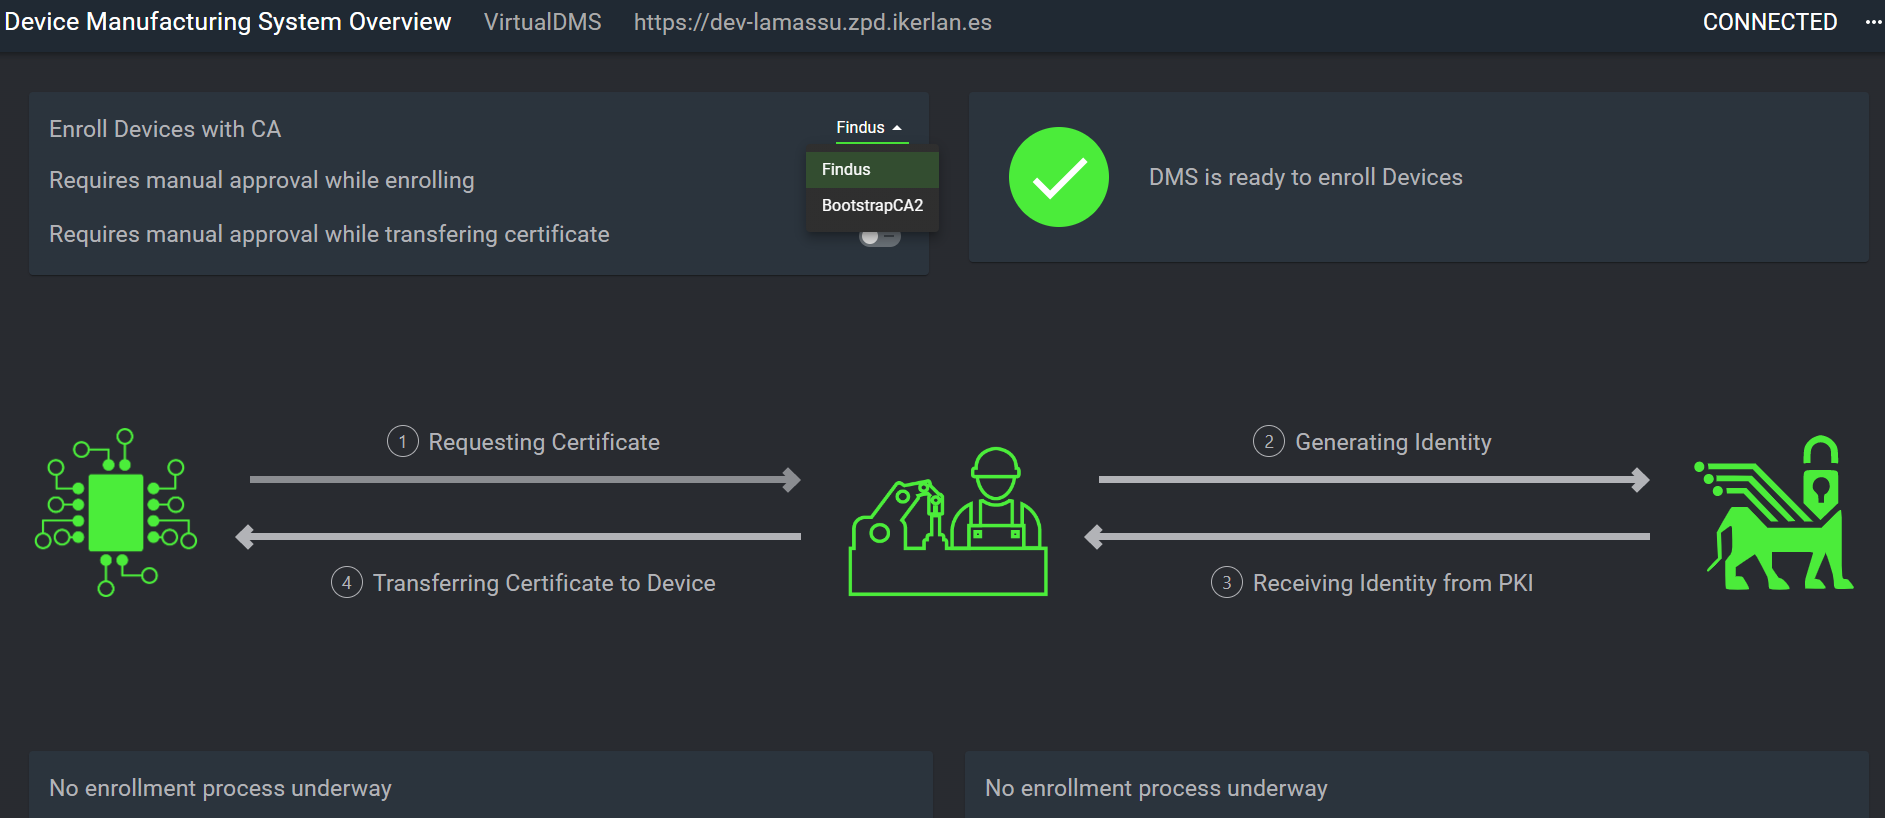 Device Manufacturing System Overview VirtualDMS https://dev-lamassu.zpd.ikerlan.es CONNECTED ···
Enroll Devices with CA
Findus
Findus
BootstrapCA2
Requires manual approval while enrolling
Requires manual approval while transfering certificate
DMS is ready to enroll Devices
1 Requesting Certificate
2 Generating Identity
4 Transferring Certificate to Device
3 Receiving Identity from PKI
No enrollment process underway
No enrollment process underway